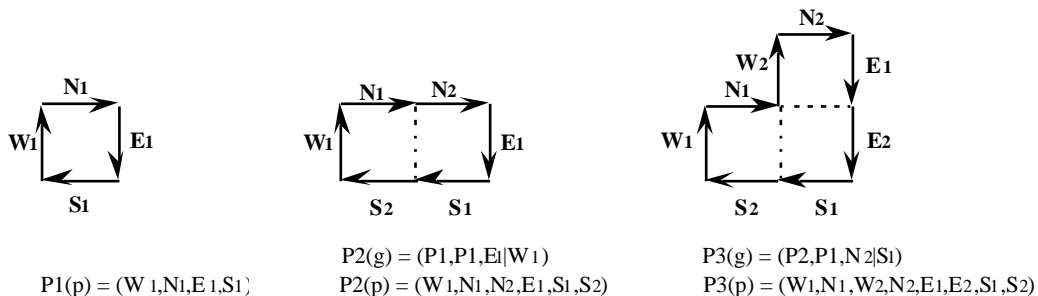 N1
W1
E1
S1
P1(p) = (W1,N1,E1,S1)
N1
N2
W1
E1
S2
S1
P2(g) = (P1,P1,E1|W1)
P2(p) = (W1,N1,N2,E1,S1,S2)
N2
W2
E1
N1
W1
E2
S2
S1
P3(g) = (P2,P1,N2|S1)
P3(p) = (W1,N1,W2,N2,E1,E2,S1,S2)